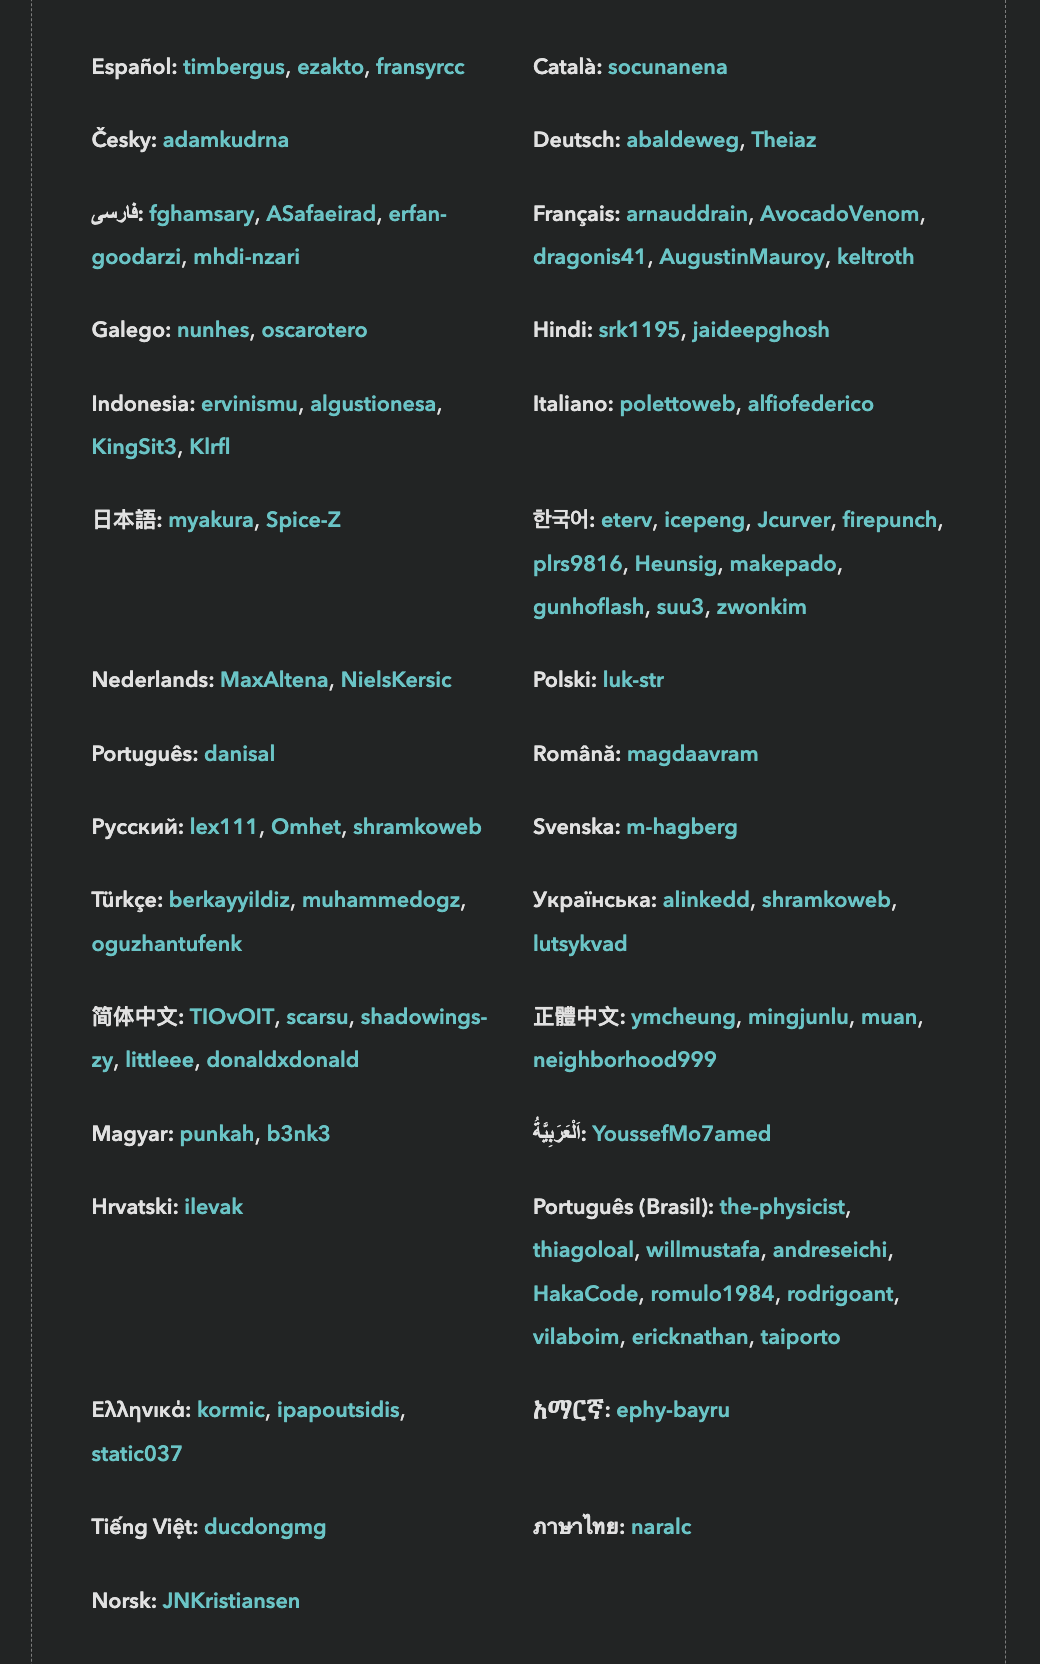 Español: timbergus, ezakto, fransyrcc
Català: socunanena
Česky: adamkudrna
Deutsch: abaldeweg, Theiaz
فارسی: fghamsary, ASafaeirad, erfan-
goodarzi, mhdi-nzari
Français: arnauddrain, AvocadoVenom,
dragonis41, AugustinMauroy, keltroth
Galego: nunhes, oscarotero
Hindi: srk1195, jaideepghosh
Indonesia: ervinismu, algustionesa,
KingSit3, Klrfl
Italiano: polettoweb, alfiofederico
日本語: myakura, Spice-Z
한국어: eterv, icepeng, Jcurver, firepunch,
plrs9816, Heunsig, makepado,
gunhoflash, suu3, zwonkim
Nederlands: MaxAltena, NielsKersic
Polski: luk-str
Português: danisal
Română: magdaavram
Русский: lex111, Omhet, shramkoweb
Svenska: m-hagberg
Türkçe: berkayyildiz, muhammedogz,
oguzhantufenk
Українська: alinkedd, shramkoweb,
lutsykvad
简体中文: TIOvOIT, scarsu, shadowings-
zy, littleee, donaldxdonald
正體中文: ymcheung, mingjunlu, muan,
neighborhood999
Magyar: punkah, b3nk3
اَلْعَرَبِيَّةُ: YoussefMo7amed
Hrvatski: ilevak
Português (Brasil): the-physicist,
thiagoloal, willmustafa, andreseichi,
HakaCode, romulo1984, rodrigoant,
vilaboim, ericknathan, taiporto
Ελληνικά: kormic, ipapoutsidis,
static037
አማርኛ: ephy-bayru
Tiếng Việt: ducdongmg
ภาษาไทย: naralc
Norsk: JNKristiansen